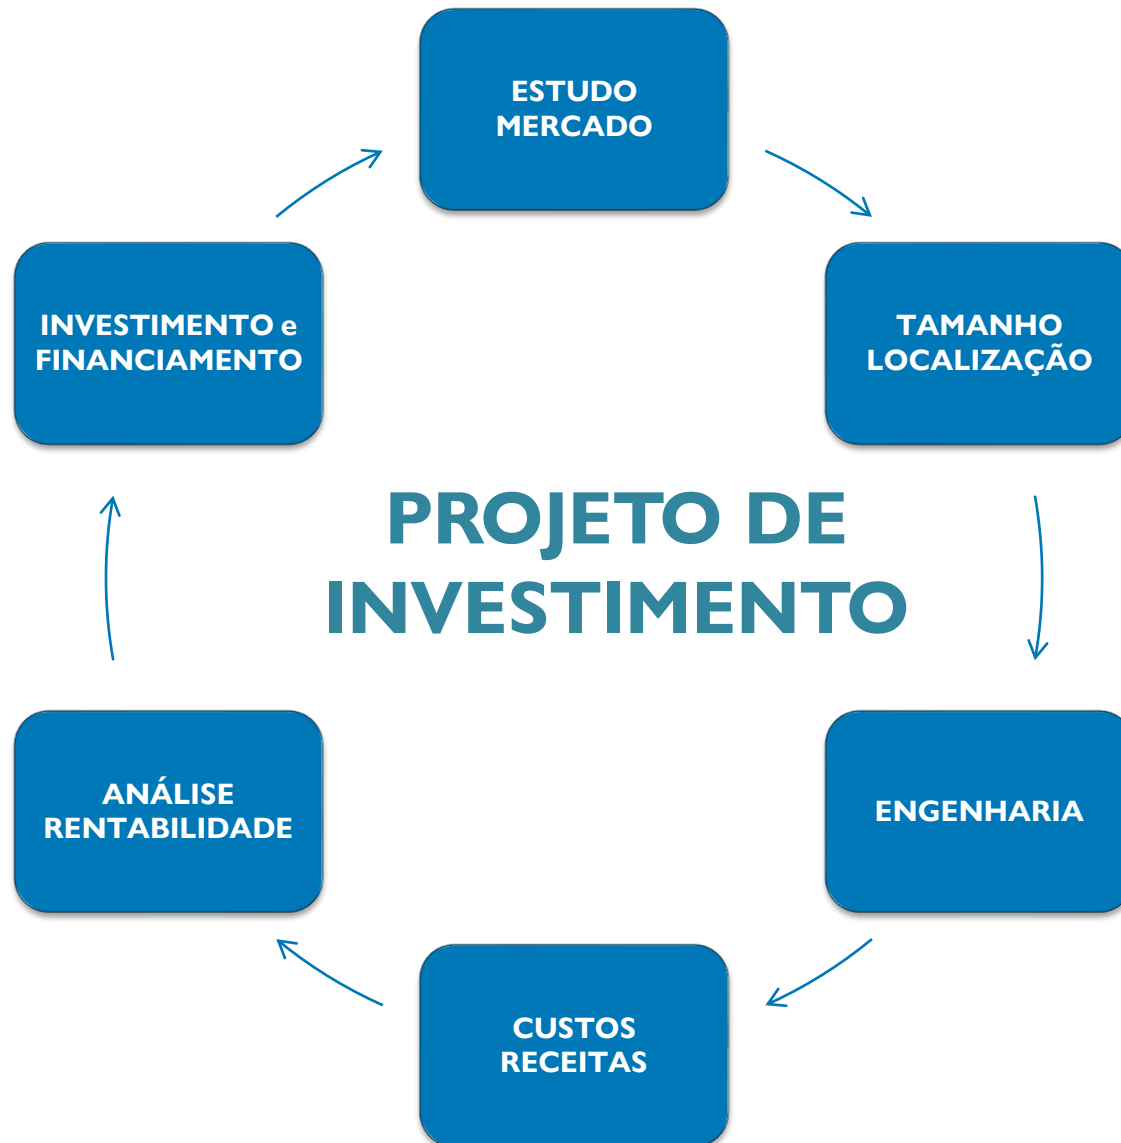 ESTUDO
MERCADO
INVESTIMENTO e
FINANCIAMENTO
TAMANHO
LOCALIZAÇÃO
PROJETO DE
INVESTIMENTO
ANÁLISE
RENTABILIDADE
ENGENHARIA
CUSTOS
RECEITAS